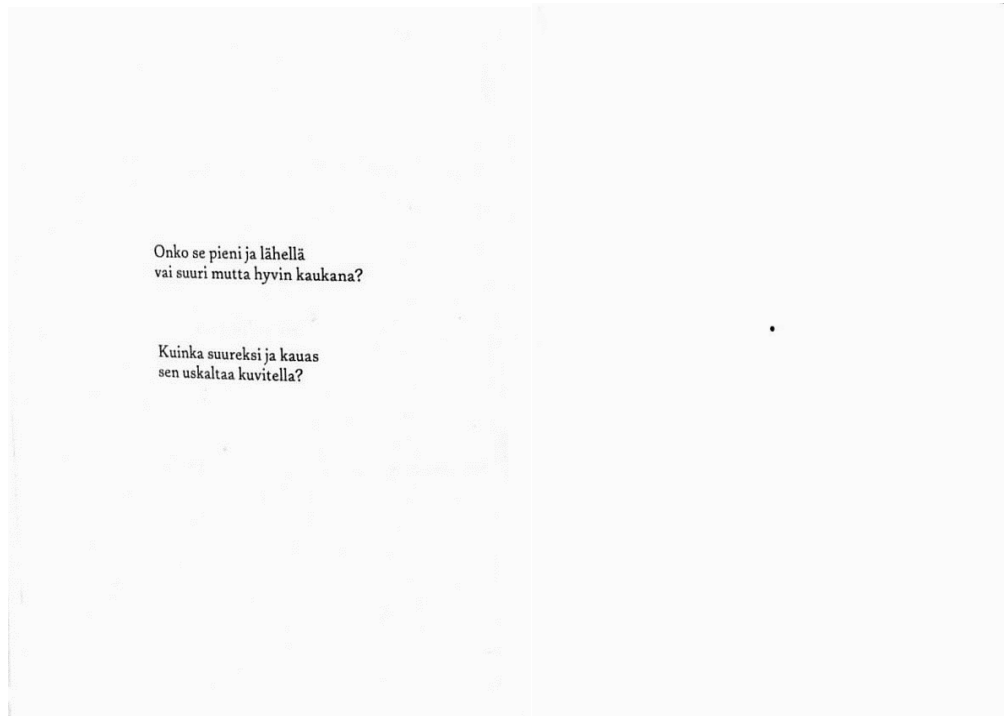 Onko se pieni ja lähellä
vai suuri mutta hyvin kaukana?
Kuinka suureksi ja kauas
sen uskaltaa kuvitella?